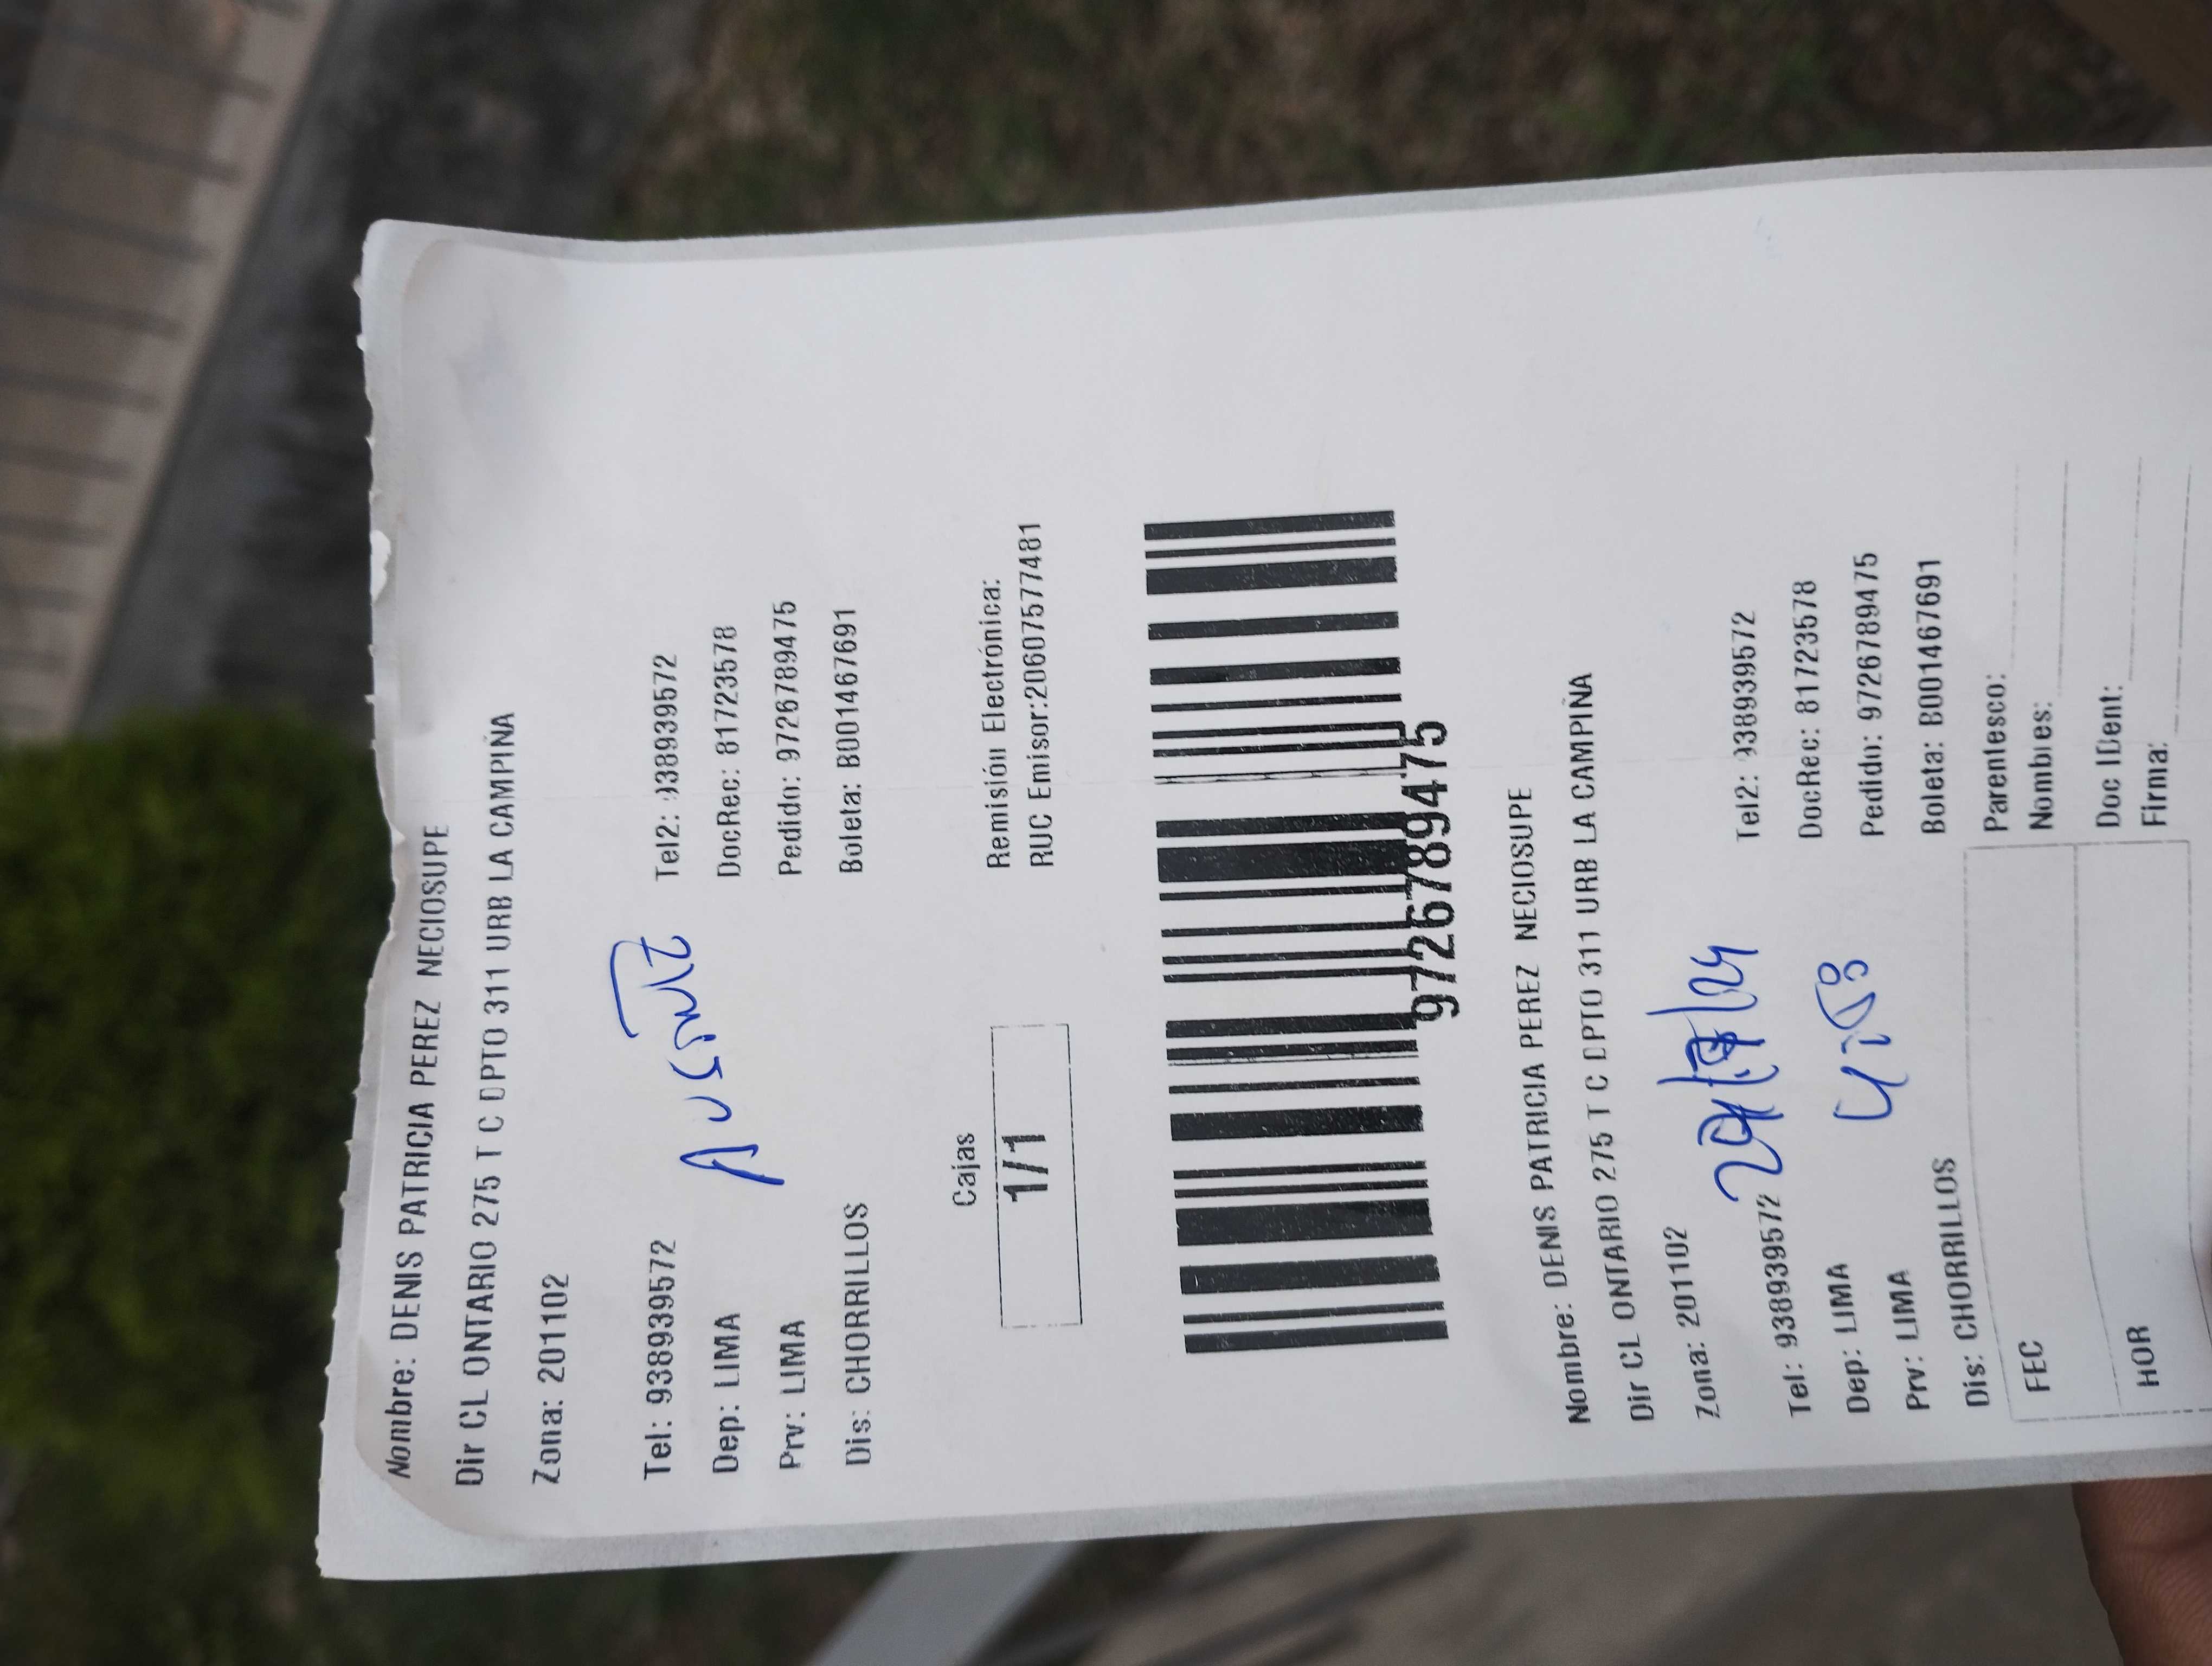 Nombre: DENIS PATRICIA PEREZ NECIOSUPE
Dir CL ONTARIO 275 T C DPTO 311 URB LA CAMPIÑA
Zona: 201102
Tel: 938939572 Tel2: 938939572
Ausente
Dep: LIMA DocRec: 81723578
Prv: LIMA Pedido: 9726789475
Dis: CHORRILLOS Boleta: B001467691
Cajas Remisión Electrónica:
1/1 RUC Emisor:20607577481
9726789475
Nombre: DENIS PATRICIA PEREZ NECIOSUPE
Dir CL ONTARIO 275 T C DPTO 311 URB LA CAMPIÑA
Zona: 201102
Tel: 938939572 Tel2: 938939572
Dep: LIMA DocRec: 81723578
Prv: LIMA Pedido: 9726789475
Dis: CHORRILLOS Boleta: B001467691
Parentesco:
FEC Nombres:
Doc IDent:
HOR Firma: